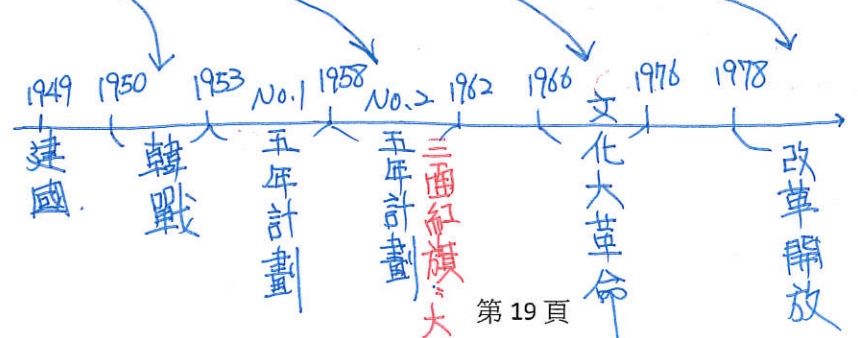 1949 1950 1953 No.1 1958 No.2 1962 1966 1976 1978
建國.
韓戰
五年計劃
五年計劃
三面紅旗:大
文化大革命
改革開放
第 19 頁